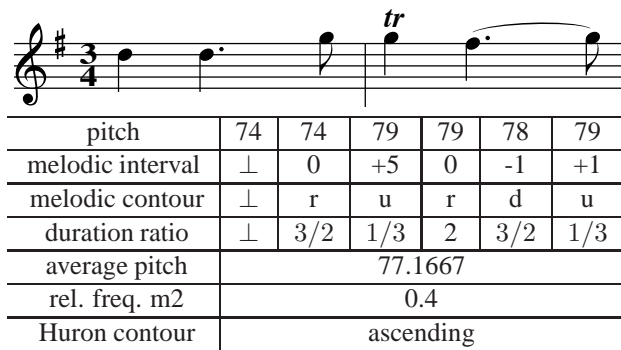 tr
3
4
pitch 74 74 79 79 78 79
melodic interval ⊥ 0 +5 0 -1 +1
melodic contour ⊥ r u r d u
duration ratio ⊥ 3/2 1/3 2 3/2 1/3
average pitch 77.1667
rel. freq. m2 0.4
Huron contour ascending